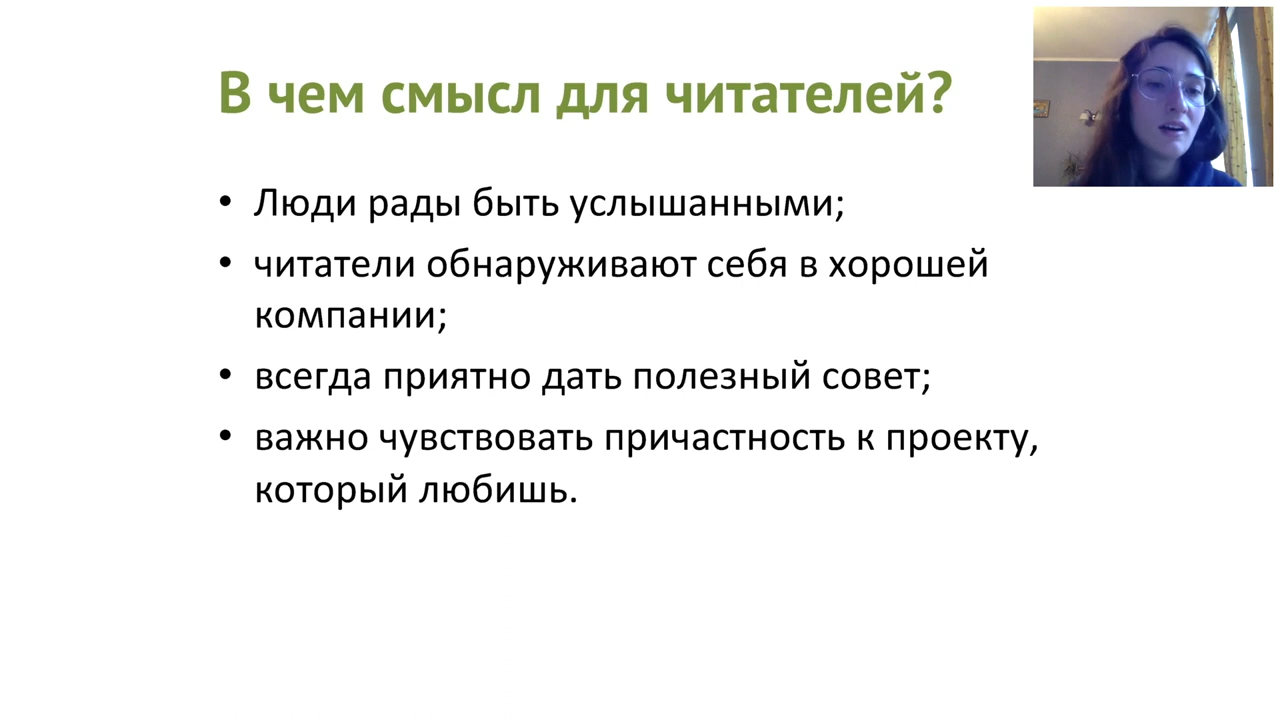 В чем смысл для читателей?
• Люди рады быть услышанными;
• читатели обнаруживают себя в хорошей
компании;
• всегда приятно дать полезный совет;
• важно чувствовать причастность к проекту,
который любишь.